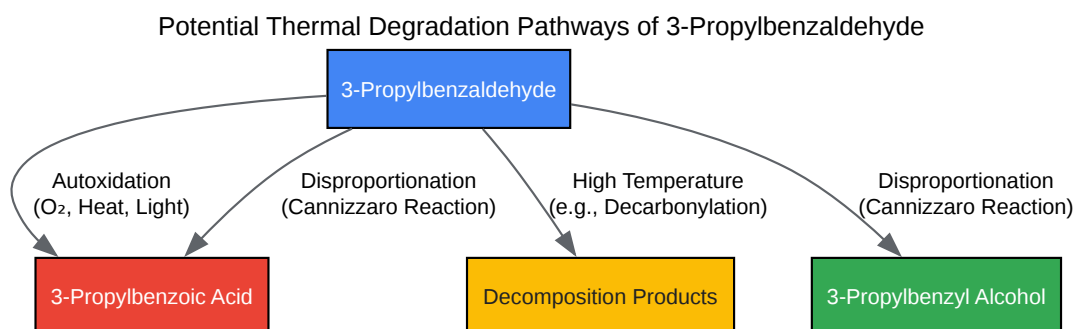 Potential Thermal Degradation Pathways of 3-Propylbenzaldehyde
3-Propylbenzaldehyde
Autoxidation
(O₂, Heat, Light)
Disproportionation
(Cannizzaro Reaction)
High Temperature
(e.g., Decarbonylation)
Disproportionation
(Cannizzaro Reaction)
3-Propylbenzoic Acid
Decomposition Products
3-Propylbenzyl Alcohol